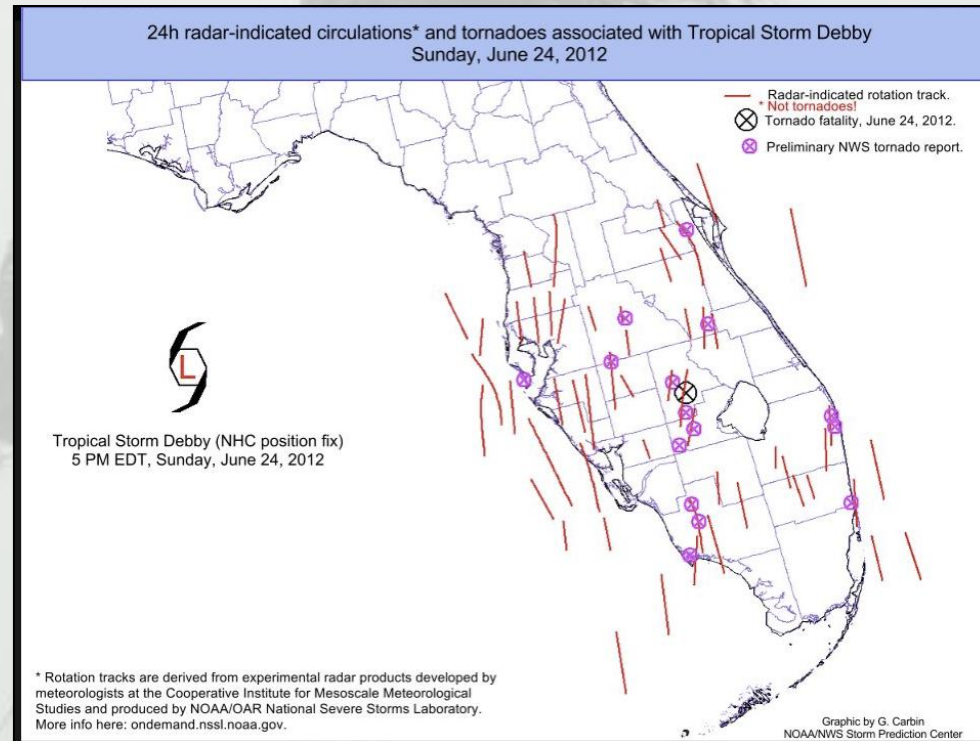 24h radar-indicated circulations* and tornadoes associated with Tropical Storm Debby
Sunday, June 24, 2012
Radar-indicated rotation track.
* Not tornadoes!
Tornado fatality, June 24, 2012.
Preliminary NWS tornado report.
L
Tropical Storm Debby (NHC position fix)
5 PM EDT, Sunday, June 24, 2012
* Rotation tracks are derived from experimental radar products developed by
meteorologists at the Cooperative Institute for Mesoscale Meteorological
Studies and produced by NOAA/OAR National Severe Storms Laboratory.
More info here: ondemand.nssl.noaa.gov.
Graphic by G. Carbin
NOAA/NWS Storm Prediction Center